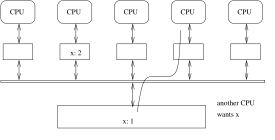 CPU CPU CPU CPU CPU
x: 2
another CPU
wants x
x: 1